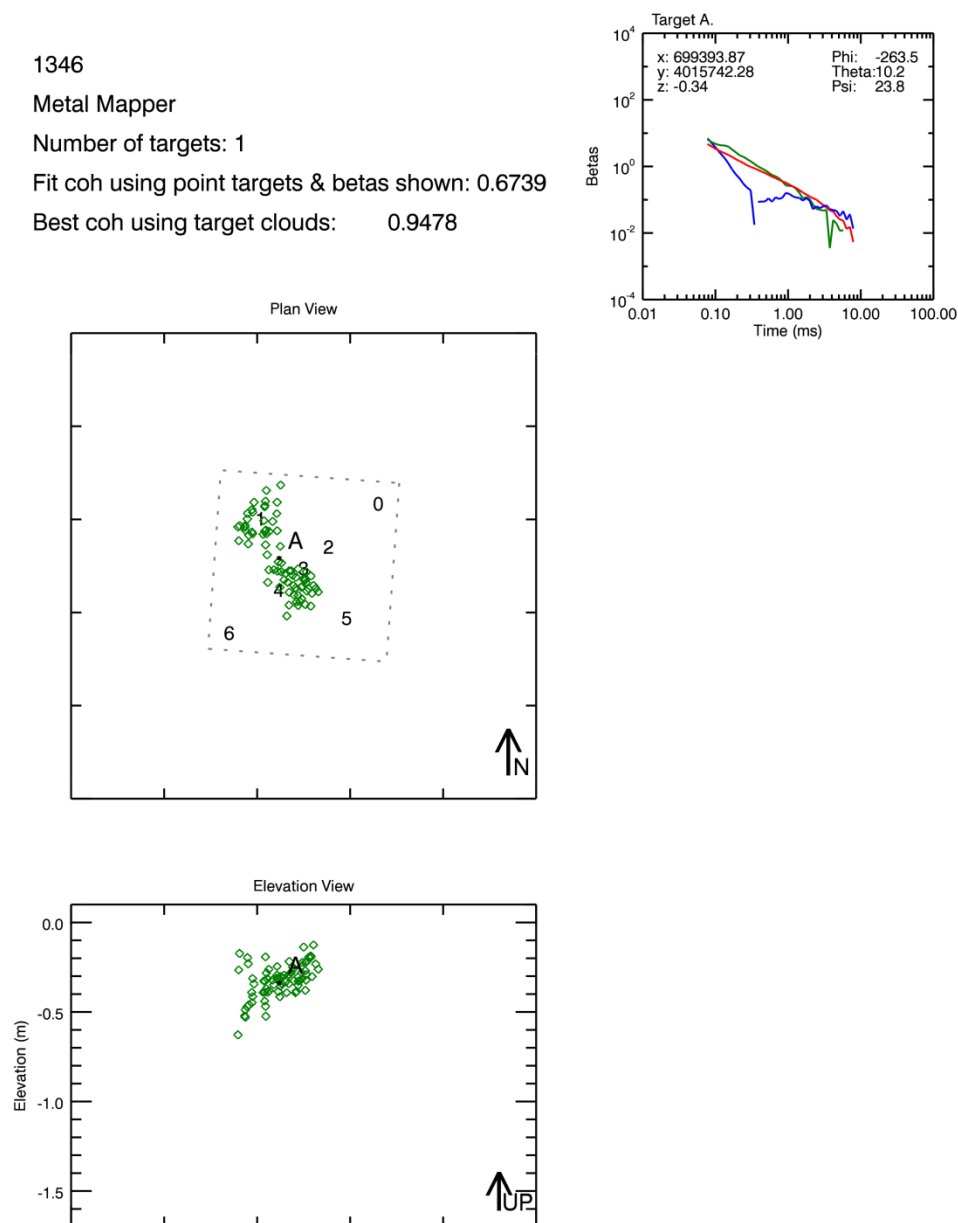 1346
Metal Mapper
Number of targets: 1
Fit coh using point targets & betas shown: 0.6739
Best coh using target clouds: 0.9478
Target A.
x: 699393.87 Phi: -263.5
y: 4015742.28 Theta:10.2
z: -0.34 Psi: 23.8
Betas
10^4
10^2
10^0
10^-2
10^-4
0.01 0.10 1.00 10.00 100.00
Time (ms)
Plan View
0
1
A
2
3
4
5
6
N
Elevation View
Elevation (m)
0.0
A
-0.5
-1.0
-1.5
UP